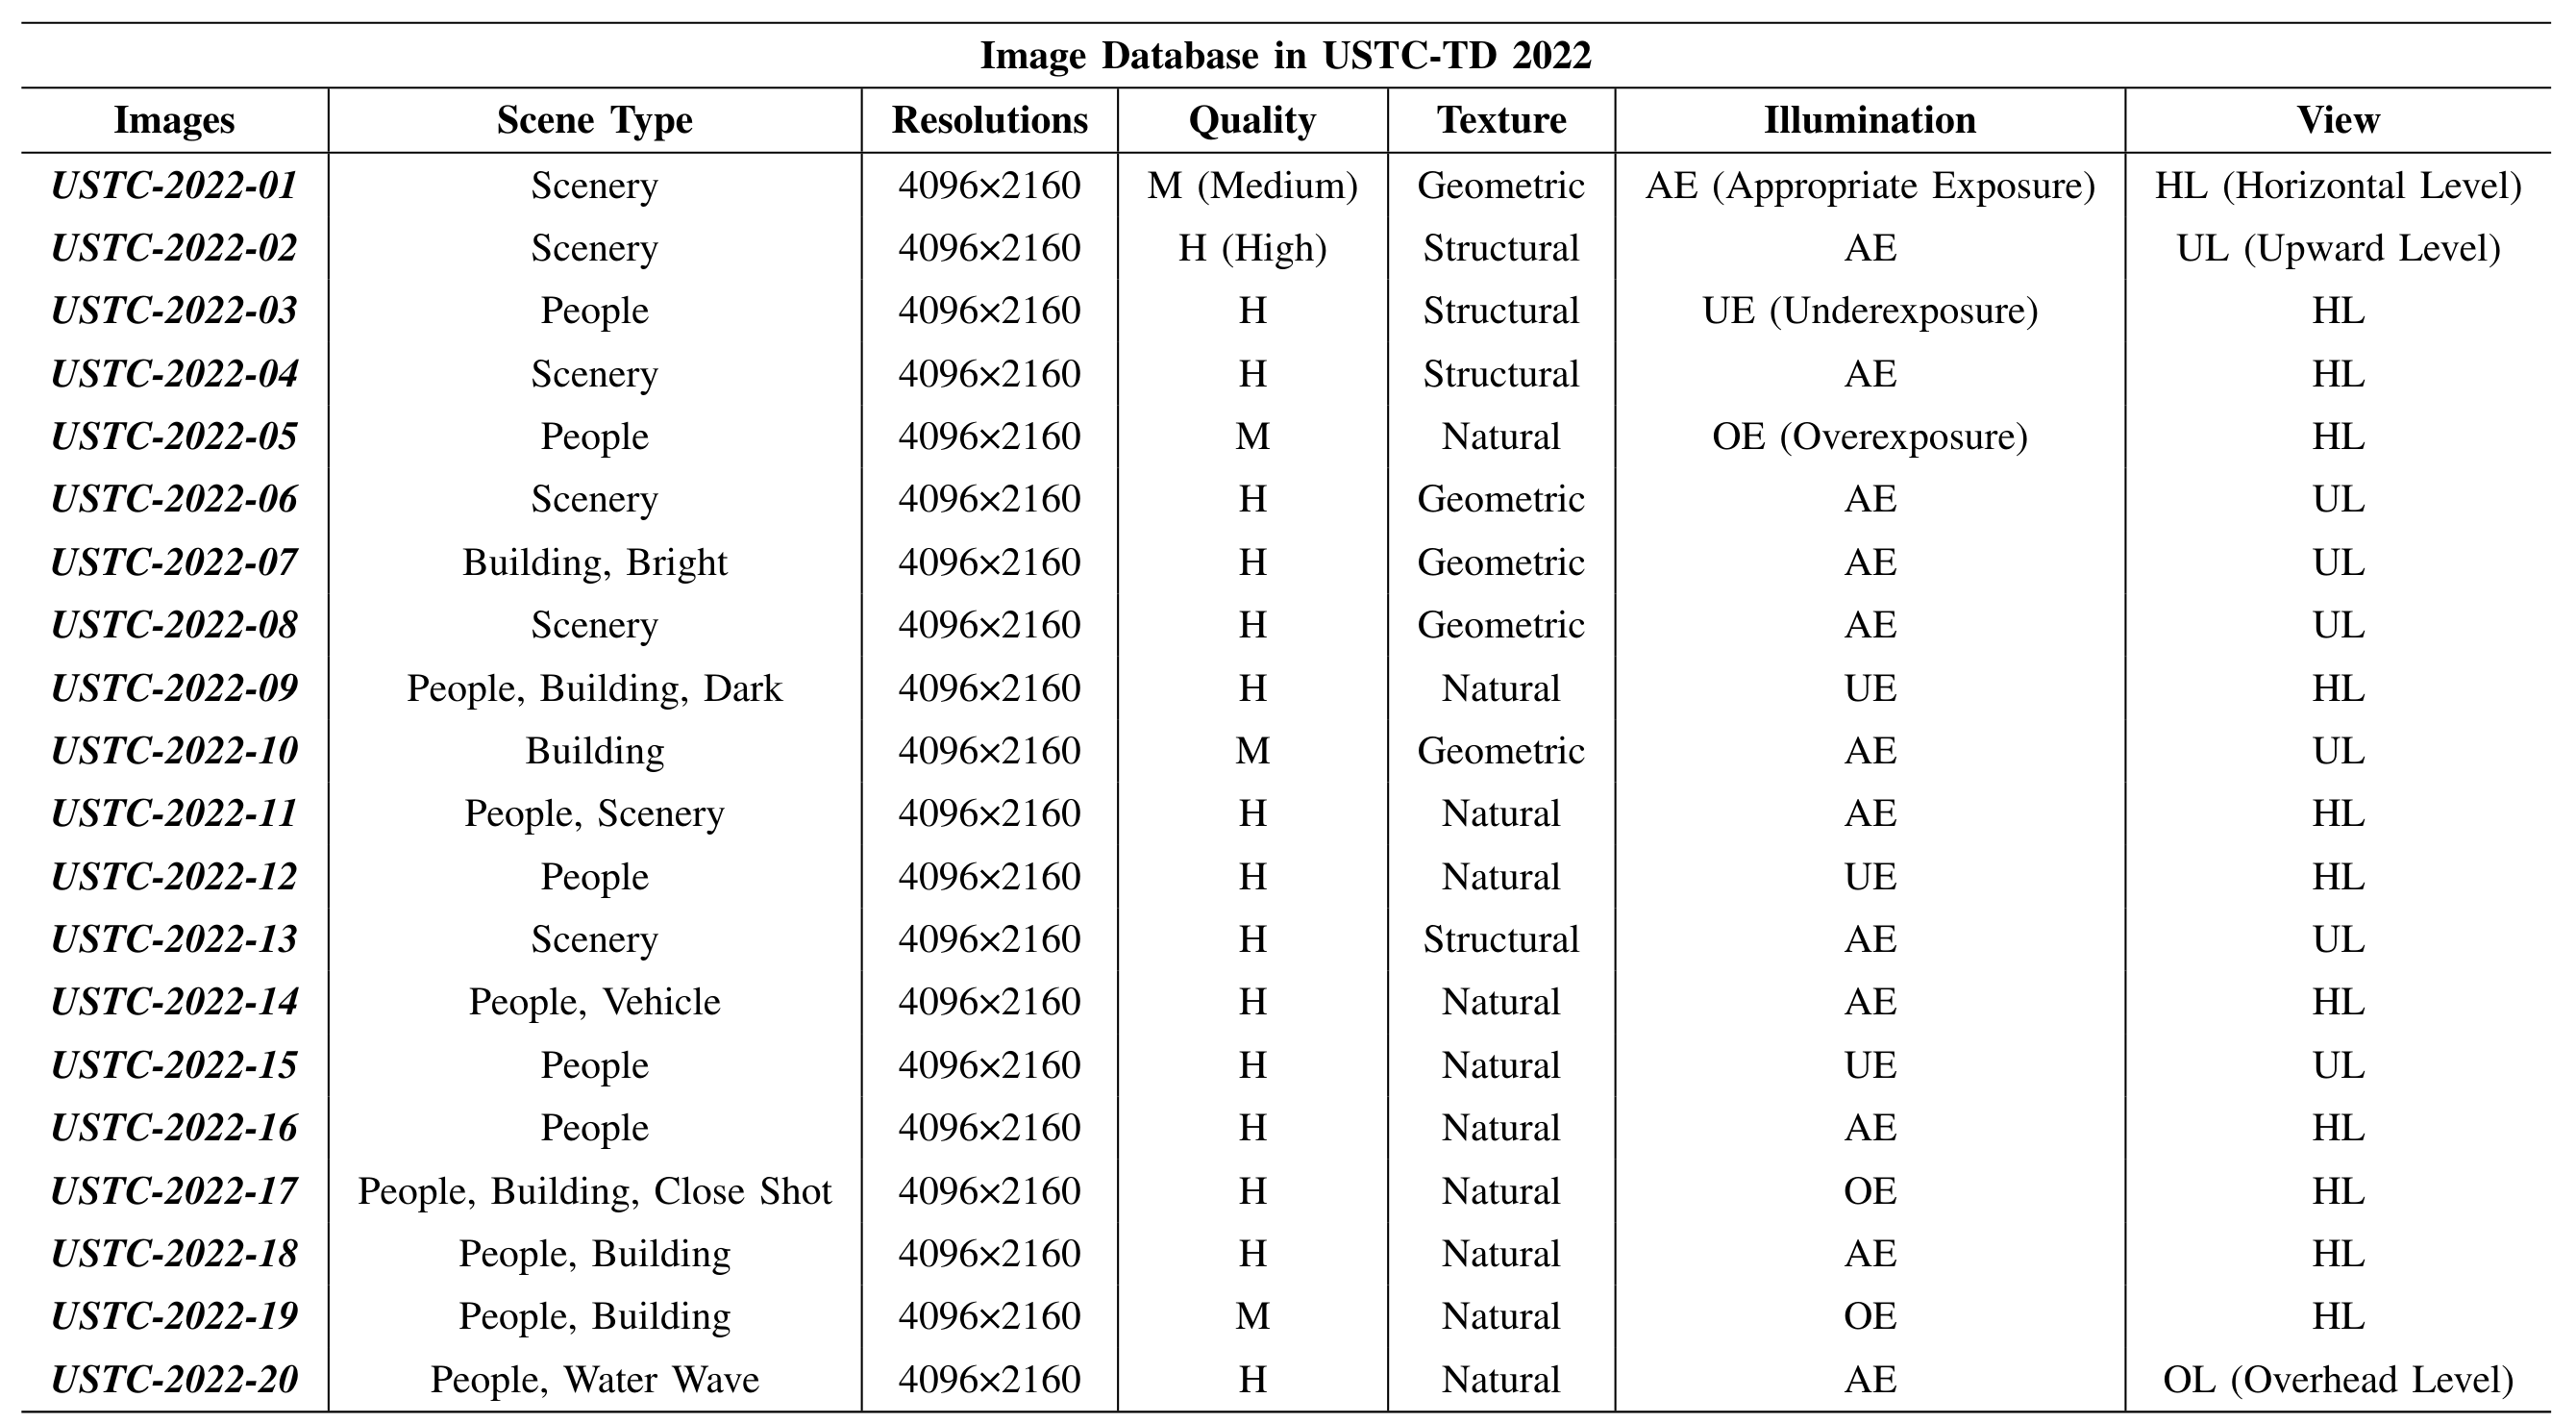 Image Database in USTC-TD 2022
Images Scene Type Resolutions Quality Texture Illumination View
USTC-2022-01 Scenery 4096×2160 M (Medium) Geometric AE (Appropriate Exposure) HL (Horizontal Level)
USTC-2022-02 Scenery 4096×2160 H (High) Structural AE UL (Upward Level)
USTC-2022-03 People 4096×2160 H Structural UE (Underexposure) HL
USTC-2022-04 Scenery 4096×2160 H Structural AE HL
USTC-2022-05 People 4096×2160 M Natural OE (Overexposure) HL
USTC-2022-06 Scenery 4096×2160 H Geometric AE UL
USTC-2022-07 Building, Bright 4096×2160 H Geometric AE UL
USTC-2022-08 Scenery 4096×2160 H Geometric AE UL
USTC-2022-09 People, Building, Dark 4096×2160 H Natural UE HL
USTC-2022-10 Building 4096×2160 M Geometric AE UL
USTC-2022-11 People, Scenery 4096×2160 H Natural AE HL
USTC-2022-12 People 4096×2160 H Natural UE HL
USTC-2022-13 Scenery 4096×2160 H Structural AE UL
USTC-2022-14 People, Vehicle 4096×2160 H Natural AE HL
USTC-2022-15 People 4096×2160 H Natural UE UL
USTC-2022-16 People 4096×2160 H Natural AE HL
USTC-2022-17 People, Building, Close Shot 4096×2160 H Natural OE HL
USTC-2022-18 People, Building 4096×2160 H Natural AE HL
USTC-2022-19 People, Building 4096×2160 M Natural OE HL
USTC-2022-20 People, Water Wave 4096×2160 H Natural AE OL (Overhead Level)